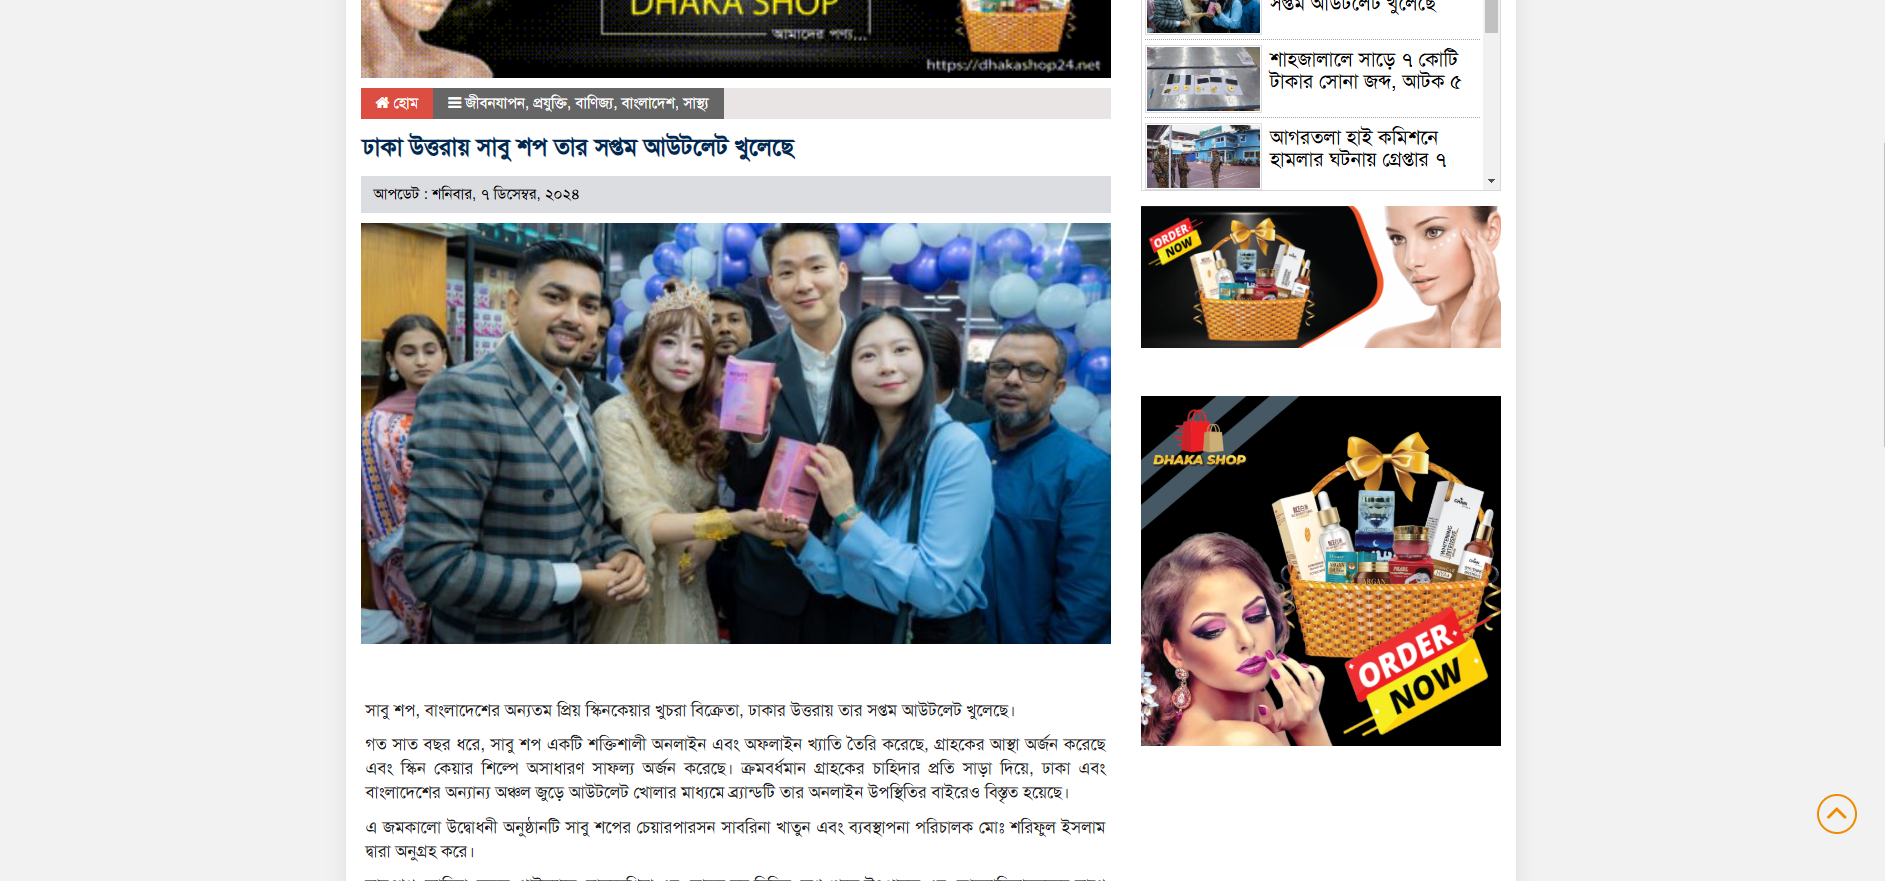 DHAKA SHOP
আমাদের পণ্য...
https://dhakashop24.net
হোম
জীবনযাপন, প্রযুক্তি, বাণিজ্য, বাংলাদেশ, সাস্থ্য
ঢাকা উত্তরায় সাবু শপ তার সপ্তম আউটলেট খুলেছে
আপডেট : শনিবার, ৭ ডিসেম্বর, ২০২৪
সাবু শপ, বাংলাদেশের অন্যতম প্রিয় স্কিনকেয়ার খুচরা বিক্রেতা, ঢাকার উত্তরায় তার সপ্তম আউটলেট খুলেছে।
গত সাত বছর ধরে, সাবু শপ একটি শক্তিশালী অনলাইন এবং অফলাইন খ্যাতি তৈরি করেছে, গ্রাহকের আস্থা অর্জন করেছে
এবং স্কিন কেয়ার শিল্পে অসাধারণ সাফল্য অর্জন করেছে। ক্রমবর্ধমান গ্রাহকের চাহিদার প্রতি সাড়া দিয়ে, ঢাকা এবং
বাংলাদেশের অন্যান্য অঞ্চল জুড়ে আউটলেট খোলার মাধ্যমে ব্র্যান্ডটি তার অনলাইন উপস্থিতির বাইরেও বিস্তৃত হয়েছে।
এ জমকালো উদ্বোধনী অনুষ্ঠানটি সাবু শপের চেয়ারপারসন সাবরিনা খাতুন এবং ব্যবস্থাপনা পরিচালক মোঃ শরিফুল ইসলাম
দ্বারা অনুগ্রহ করে।
সপ্তম আউটলেট খুলেছে
শাহজালালে সাড়ে ৭ কোটি
টাকার সোনা জব্দ, আটক ৫
আগরতলা হাই কমিশনে
হামলার ঘটনায় গ্রেপ্তার ৭
ORDER
NOW
DHAKA SHOP
ORDER
NOW